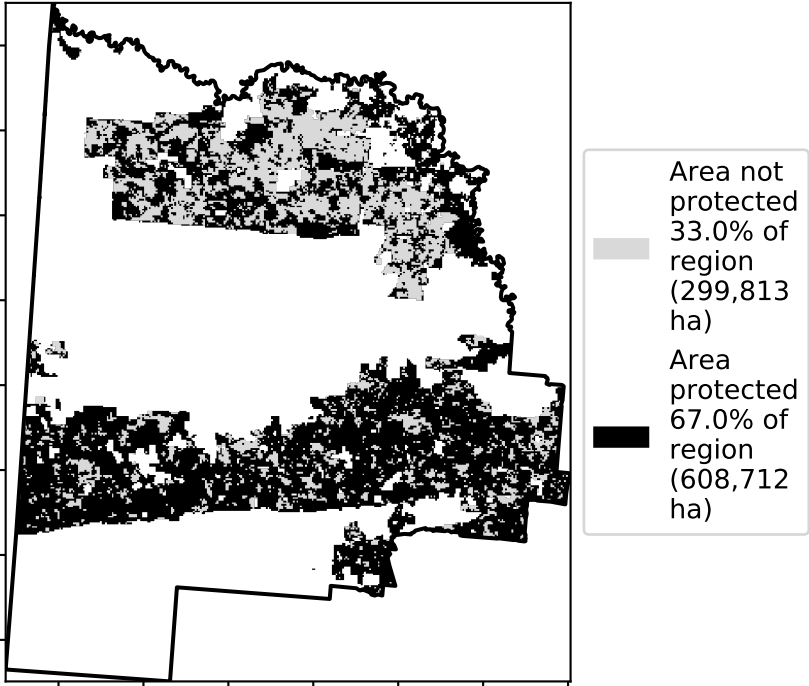 Area not
protected
33.0% of
region
(299,813
ha)
Area
protected
67.0% of
region
(608,712
ha)